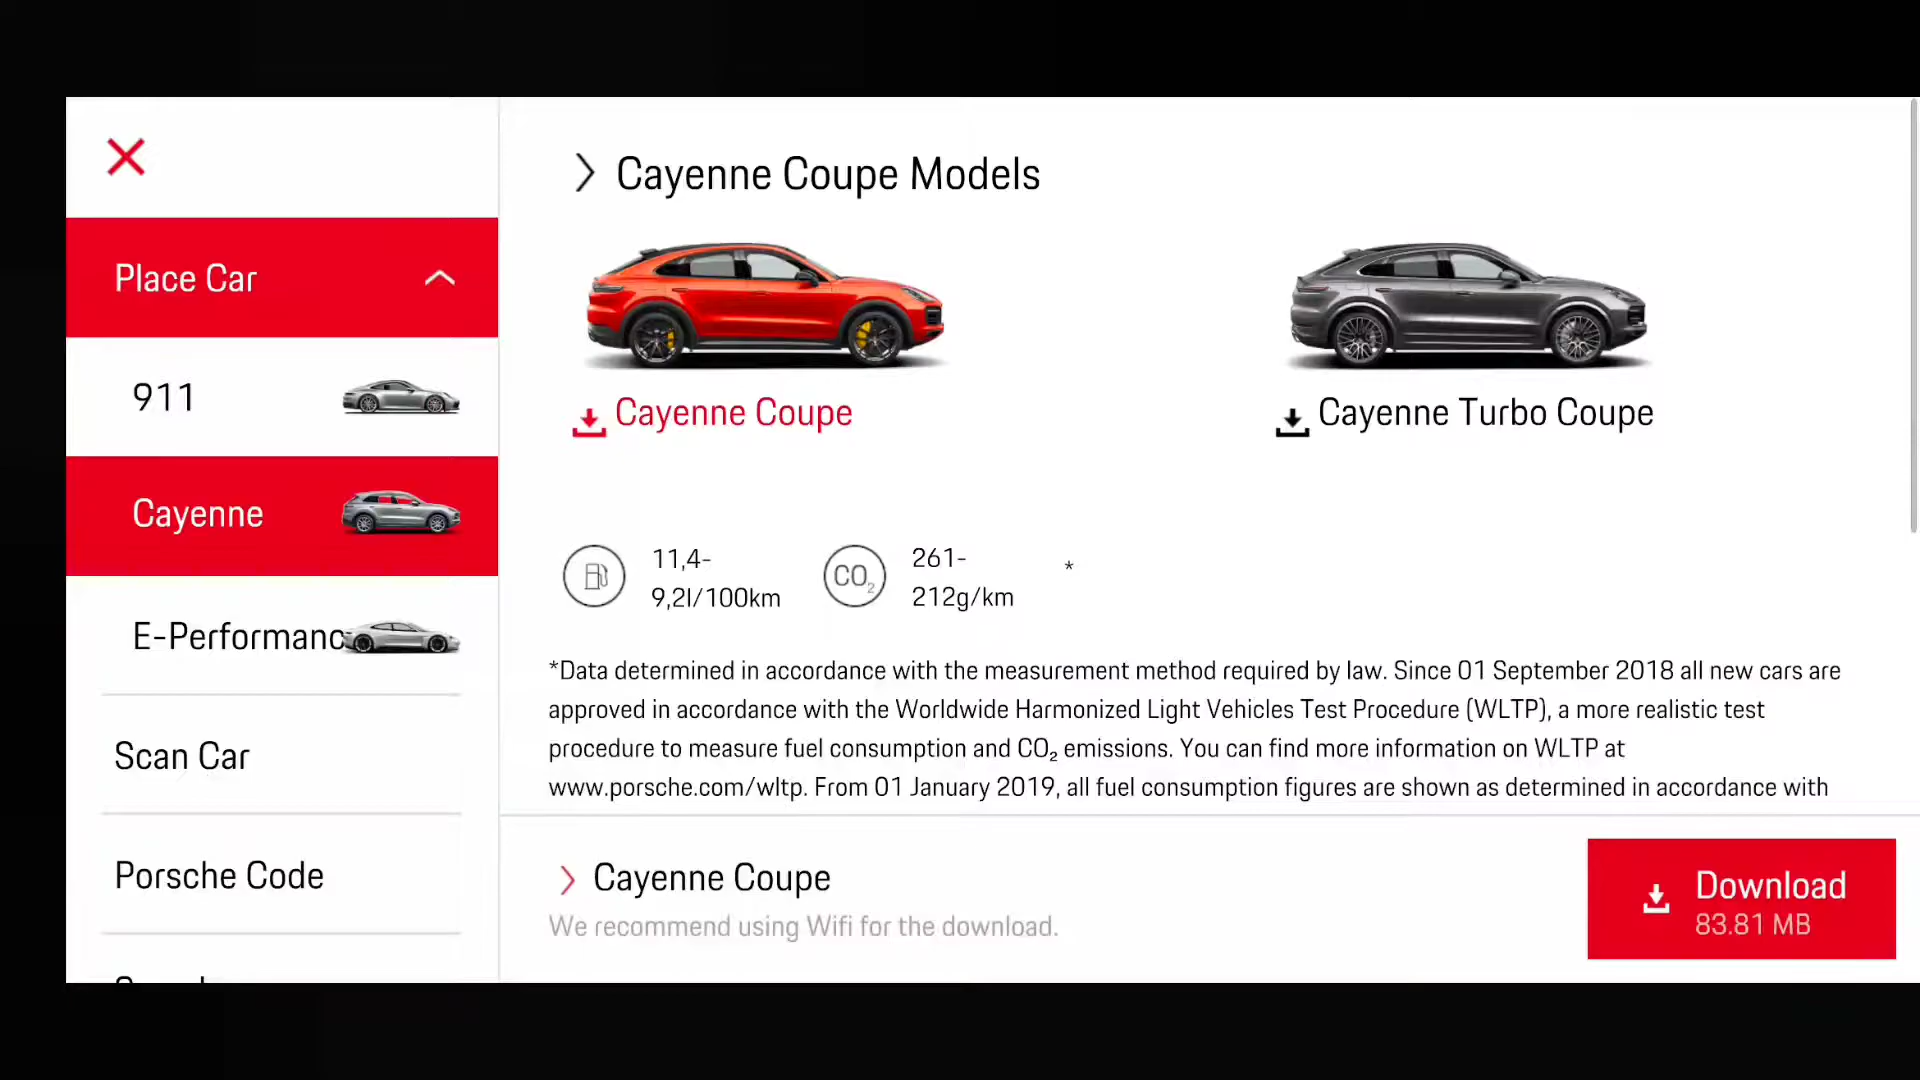 Place Car
911
Cayenne
E-Performanc
Scan Car
Porsche Code
Cayenne Coupe Models
Cayenne Coupe
Cayenne Turbo Coupe
11,4-
9,2l/100km
CO₂
261-
212g/km
*
*Data determined in accordance with the measurement method required by law. Since 01 September 2018 all new cars are
approved in accordance with the Worldwide Harmonized Light Vehicles Test Procedure (WLTP), a more realistic test
procedure to measure fuel consumption and CO₂ emissions. You can find more information on WLTP at
www.porsche.com/wltp. From 01 January 2019, all fuel consumption figures are shown as determined in accordance with
Cayenne Coupe
We recommend using Wifi for the download.
Download
83.81 MB